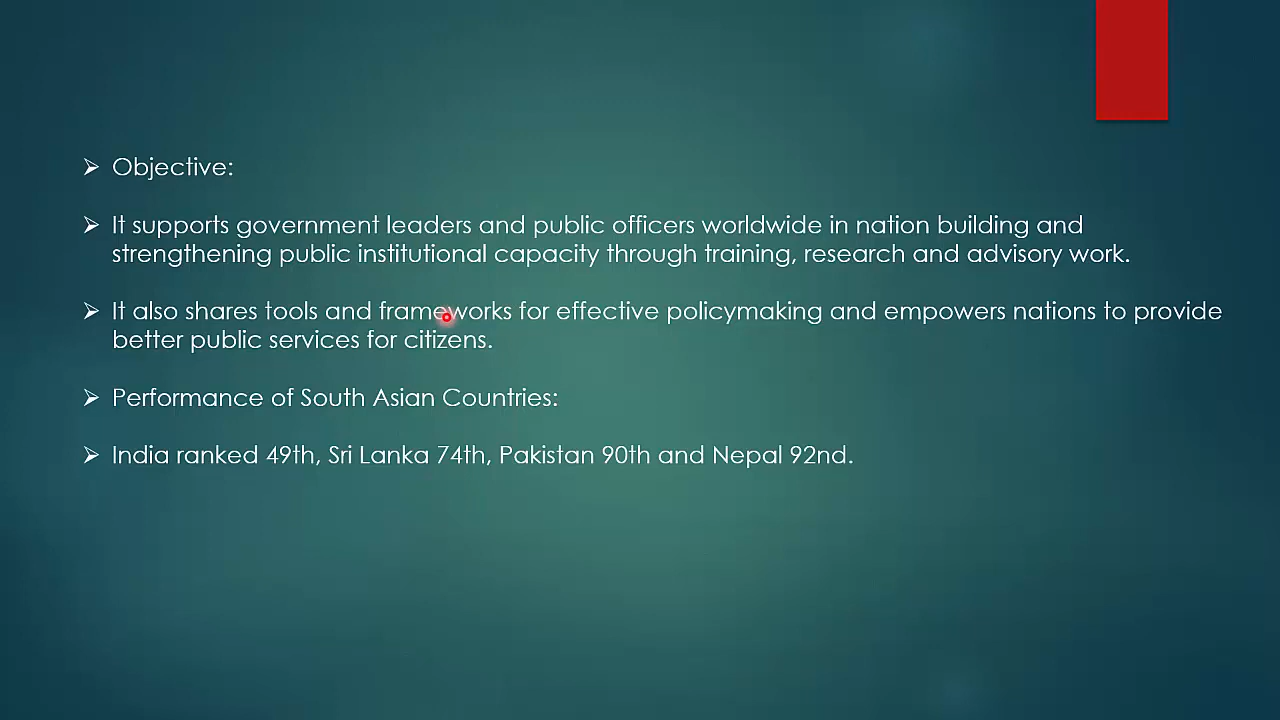 Objective:
It supports government leaders and public officers worldwide in nation building and
strengthening public institutional capacity through training, research and advisory work.
It also shares tools and frameworks for effective policymaking and empowers nations to provide
better public services for citizens.
Performance of South Asian Countries:
India ranked 49th, Sri Lanka 74th, Pakistan 90th and Nepal 92nd.